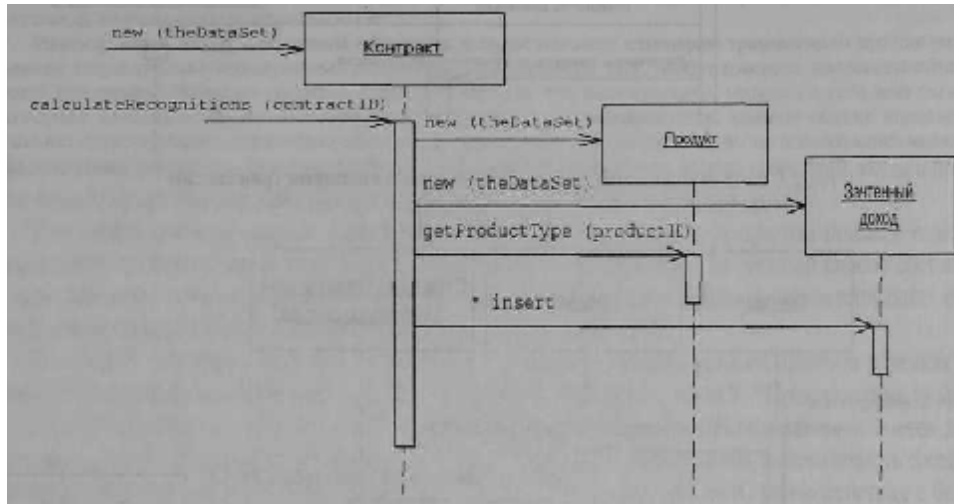 new (theDataSet)
Контракт
calculateRecognitions (contractID)
new (theDataSet)
Продукт
new (theDataSet)
Зачтенный
доход
getProductType (productID)
* insert